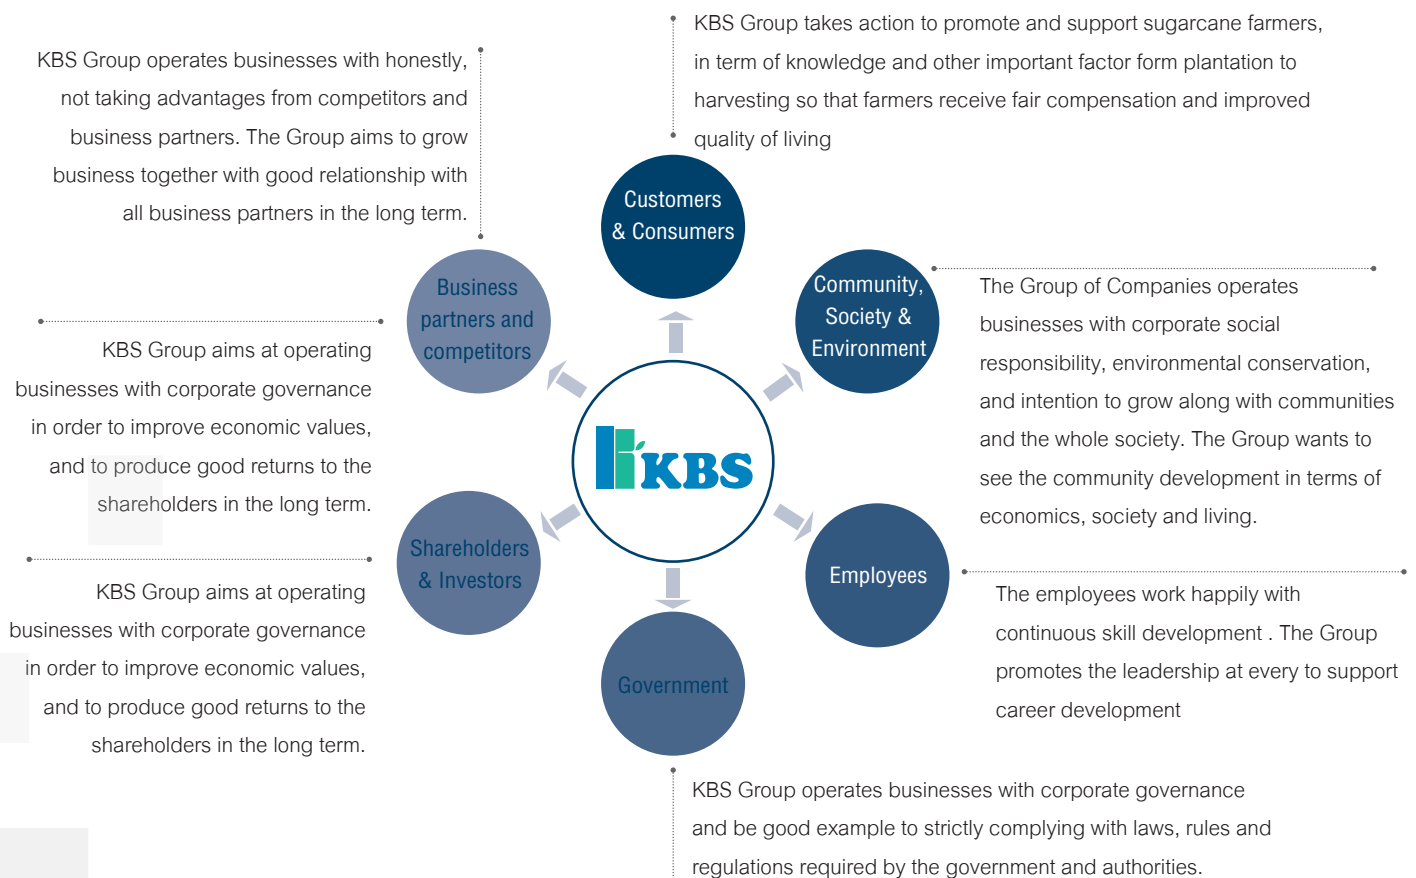 KBS Group takes action to promote and support sugarcane farmers,
in term of knowledge and other important factor form plantation to
harvesting so that farmers receive fair compensation and improved
quality of living
KBS Group operates businesses with honestly,
not taking advantages from competitors and
business partners. The Group aims to grow
business together with good relationship with
all business partners in the long term.
Customers
& Consumers
Business
partners and
competitors
Community,
Society &
Environment
The Group of Companies operates
businesses with corporate social
responsibility, environmental conservation,
and intention to grow along with communities
and the whole society. The Group wants to
see the community development in terms of
economics, society and living.
KBS Group aims at operating
businesses with corporate governance
in order to improve economic values,
and to produce good returns to the
shareholders in the long term.
KBS
Shareholders
& Investors
Employees
The employees work happily with
continuous skill development . The Group
promotes the leadership at every to support
career development
KBS Group aims at operating
businesses with corporate governance
in order to improve economic values,
and to produce good returns to the
shareholders in the long term.
Government
KBS Group operates businesses with corporate governance
and be good example to strictly complying with laws, rules and
regulations required by the government and authorities.